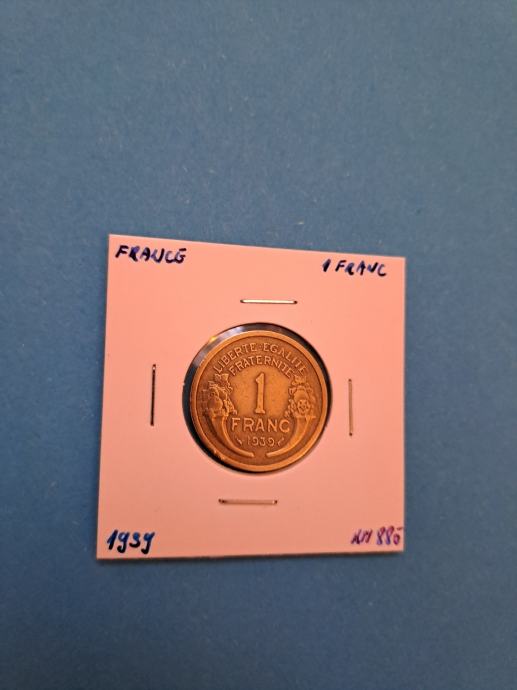 FRANCE
1 FRANC
LIBERTE·EGALITE
FRATERNITE
1
FRANC
1939
1939
KM 885